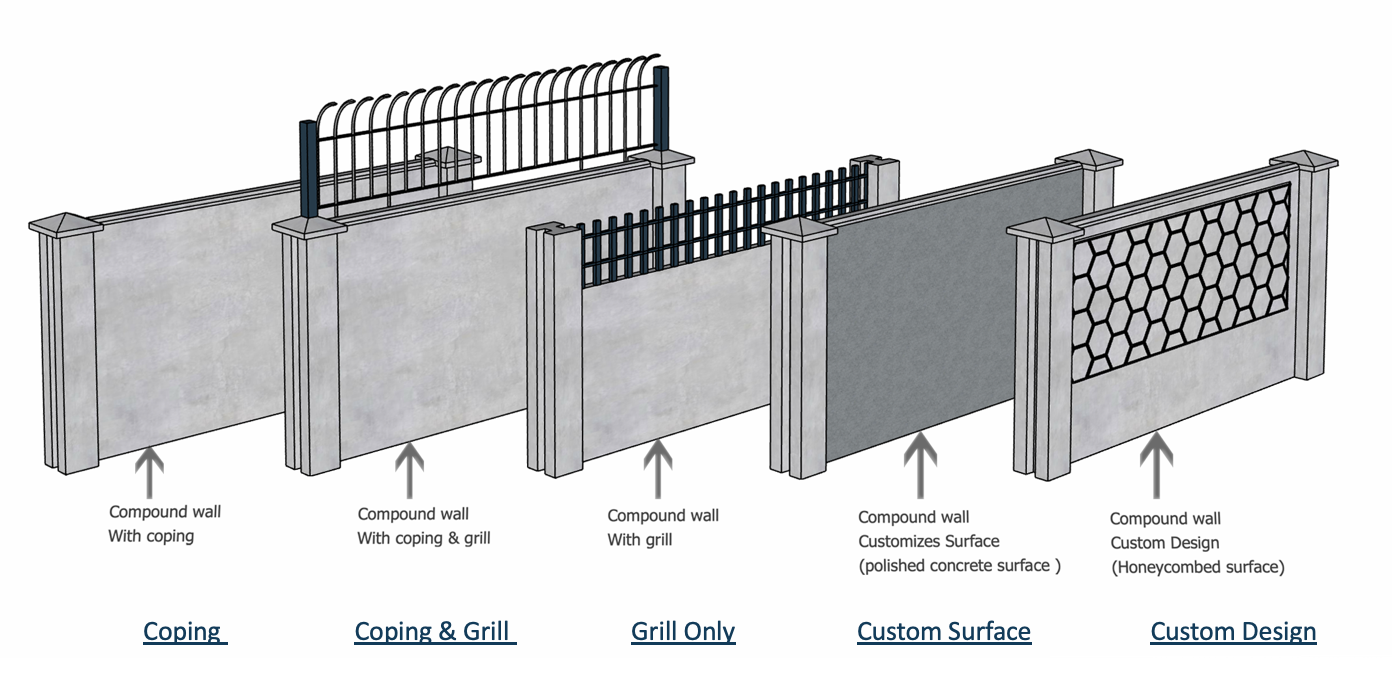 Compound wall
With coping
Compound wall
With coping & grill
Compound wall
With grill
Compound wall
Customizes Surface
(polished concrete surface )
Compound wall
Custom Design
(Honeycombed surface)
Coping
Coping & Grill
Grill Only
Custom Surface
Custom Design